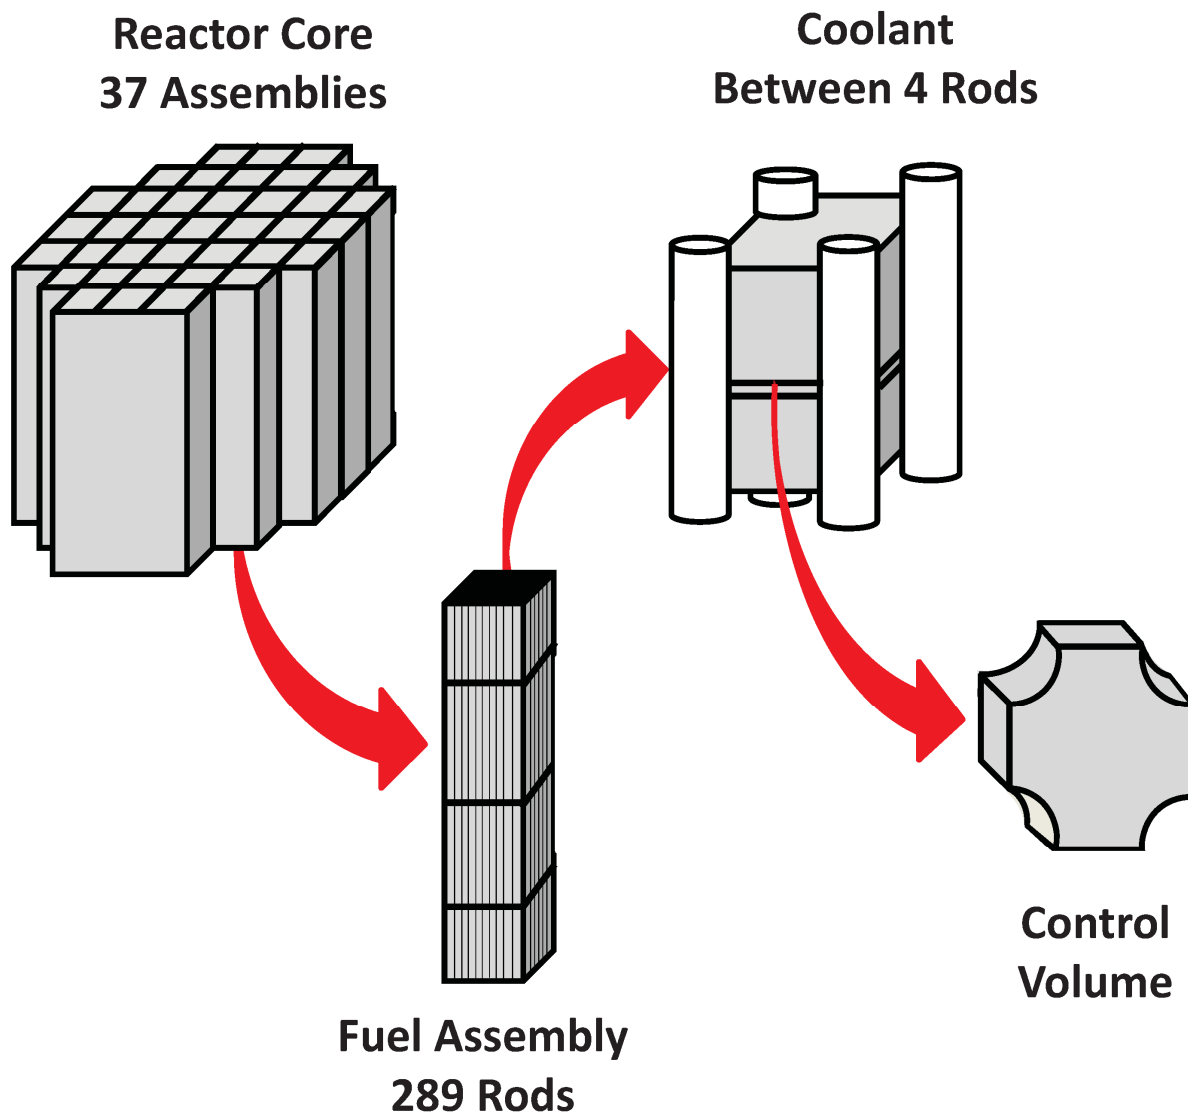 Reactor Core
37 Assemblies
Coolant
Between 4 Rods
Fuel Assembly
289 Rods
Control
Volume